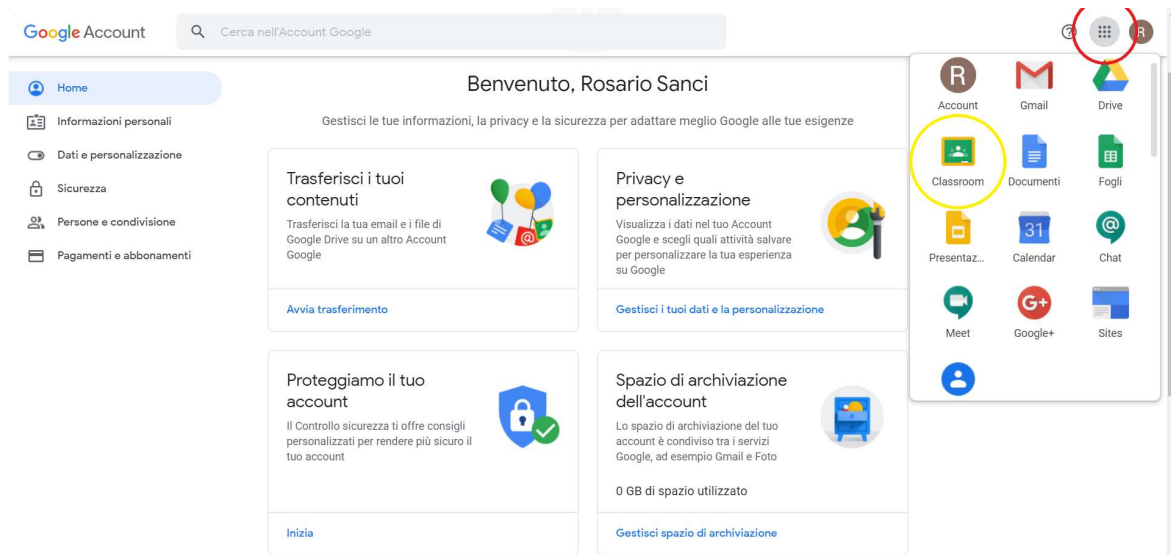 Google Account
Cerca nell'Account Google
R
Home
Informazioni personali
Dati e personalizzazione
Sicurezza
Persone e condivisione
Pagamenti e abbonamenti
Benvenuto, Rosario Sanci
Gestisci le tue informazioni, la privacy e la sicurezza per adattare meglio Google alle tue esigenze
Trasferisci i tuoi
contenuti
Trasferisci la tua email e i file di
Google Drive su un altro Account
Google
Avvia trasferimento
Privacy e
personalizzazione
Visualizza i dati nel tuo Account
Google e scegli quali attività salvare
per personalizzare la tua esperienza
su Google
Gestisci i tuoi dati e la personalizzazione
Proteggiamo il tuo
account
Il Controllo sicurezza ti offre consigli
personalizzati per rendere più sicuro il
tuo account
Inizia
Spazio di archiviazione
dell'account
Lo spazio di archiviazione del tuo
account è condiviso tra i servizi
Google, ad esempio Gmail e Foto
0 GB di spazio utilizzato
Gestisci spazio di archiviazione
R
Account Gmail Drive
Classroom Documenti Fogli
31 @
Presentaz... Calendar Chat
G+
Meet Google+ Sites